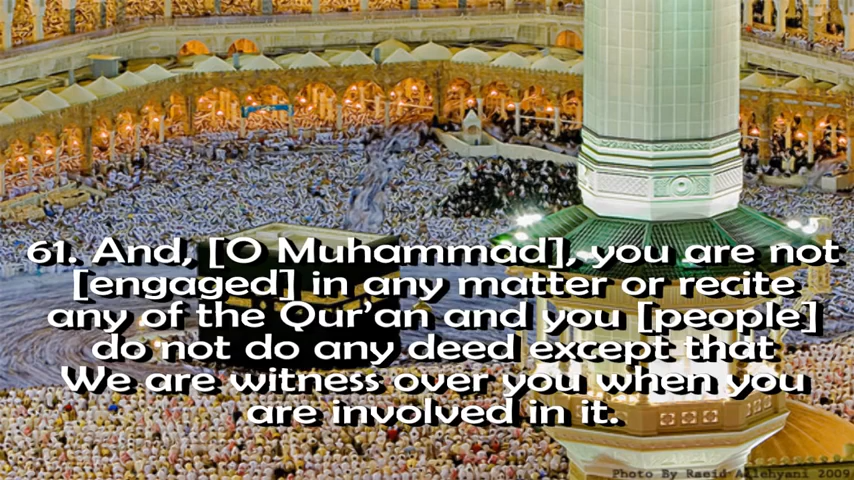 61. And, [O Muhammad], you are not
[engaged] in any matter or recite
any of the Qur'an and you [people]
do not do any deed except that
We are witness over you when you
are involved in it.
Photo By Raeid Allehyani 2009